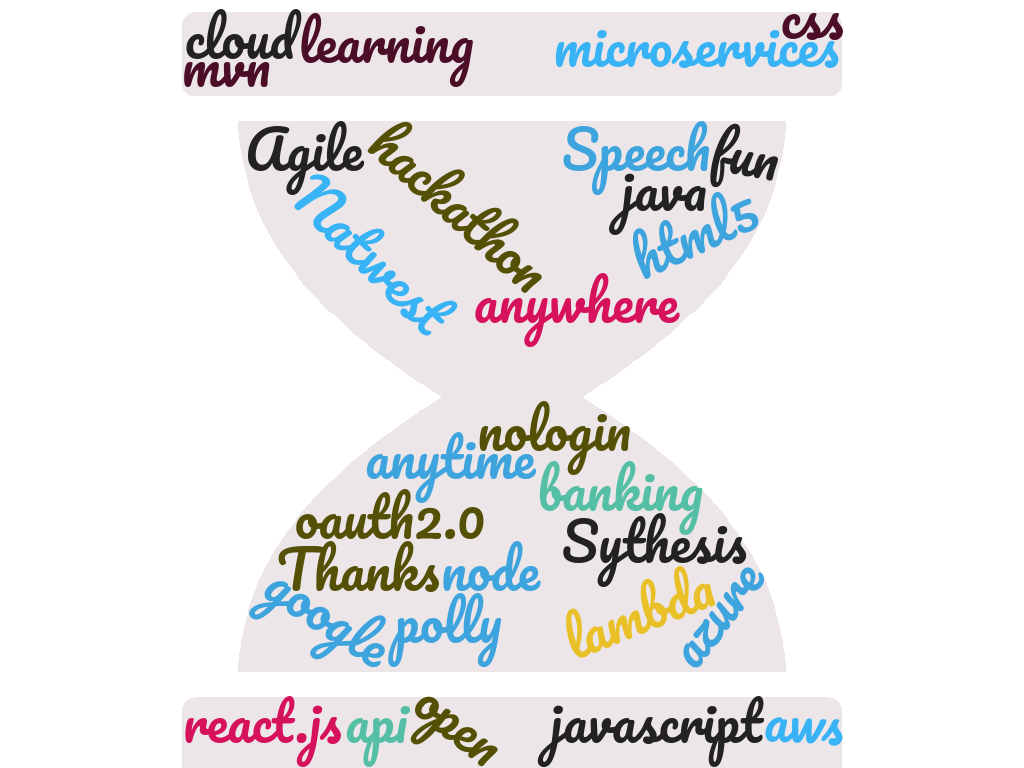 cloud learning microservices css
mvn
Agile hackathon Speech fun
java
Natwest html5
anywhere
nologin
anytime
banking
oauth2.0
Sythesis
Thanks node
google polly lambda azure
react.js api open javascript aws